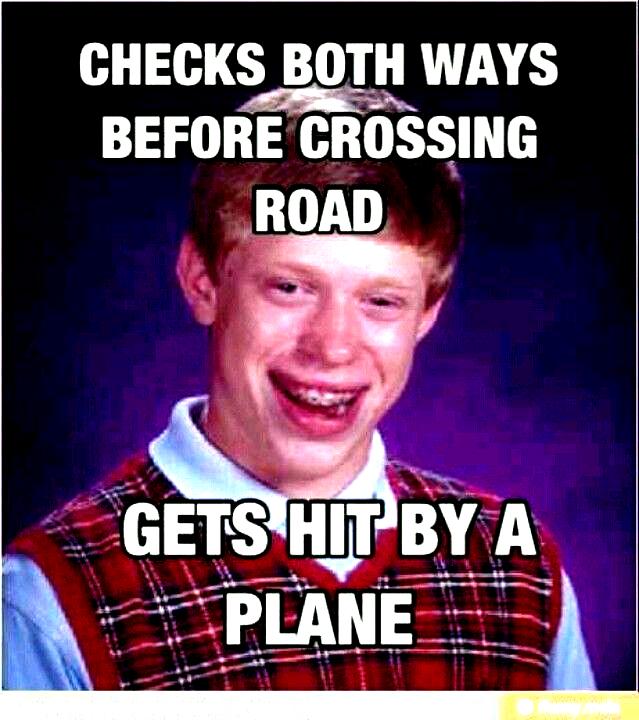 CHECKS BOTH WAYS
BEFORE CROSSING
ROAD
GETS HIT BY A
PLANE